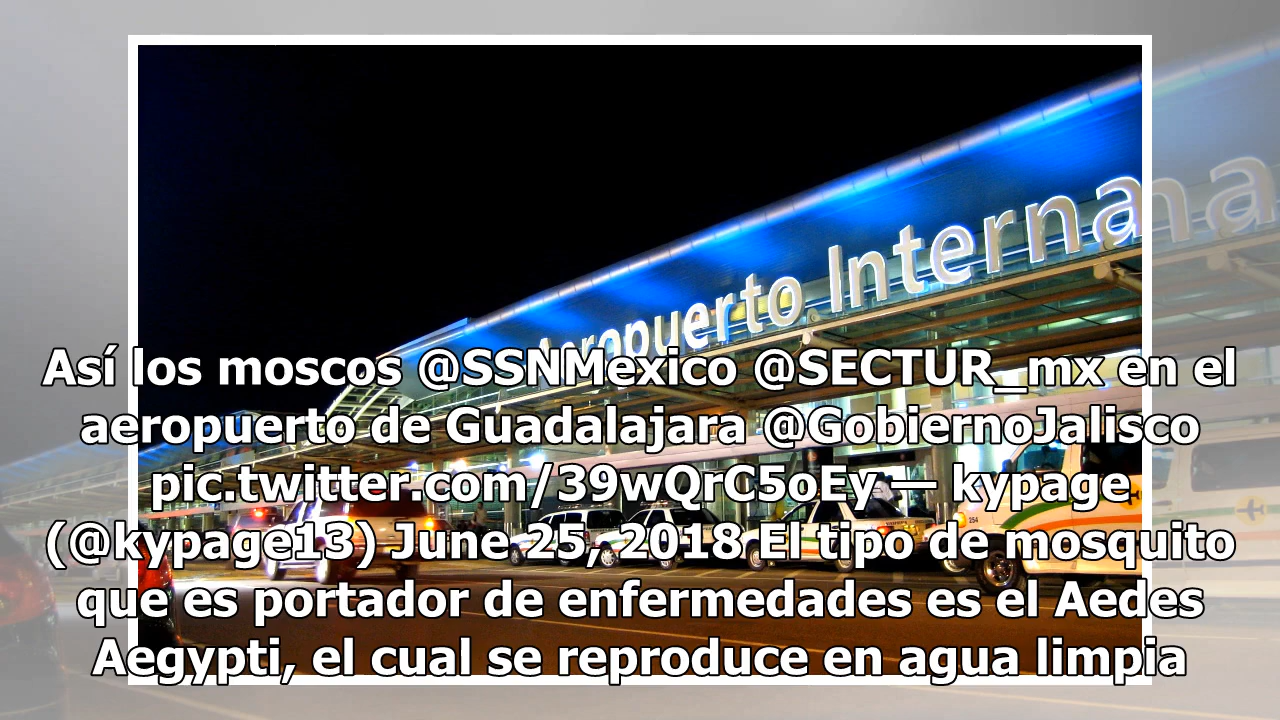 Aeropuerto Interna
Así los moscos @SSNMexico @SECTUR_mx en el
aeropuerto de Guadalajara @GobiernoJalisco
pic.twitter.com/39wQrC5oEy — kypage
(@kypage13) June 25, 2018 El tipo de mosquito
que es portador de enfermedades es el Aedes
Aegypti, el cual se reproduce en agua limpia
254